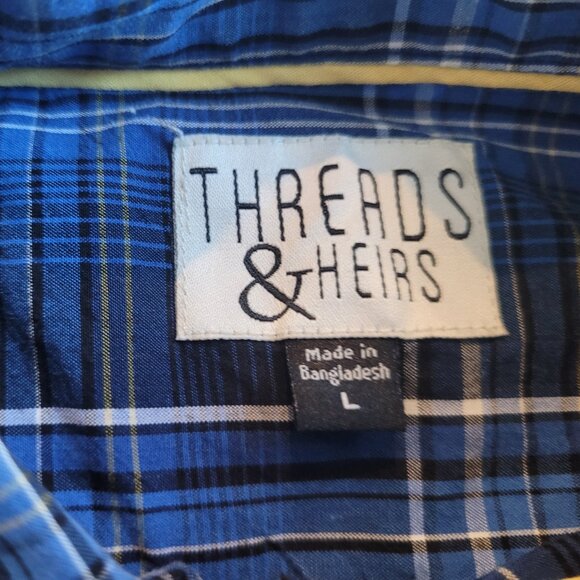 THREADS
& HEIRS
Made in
Bangladesh
L